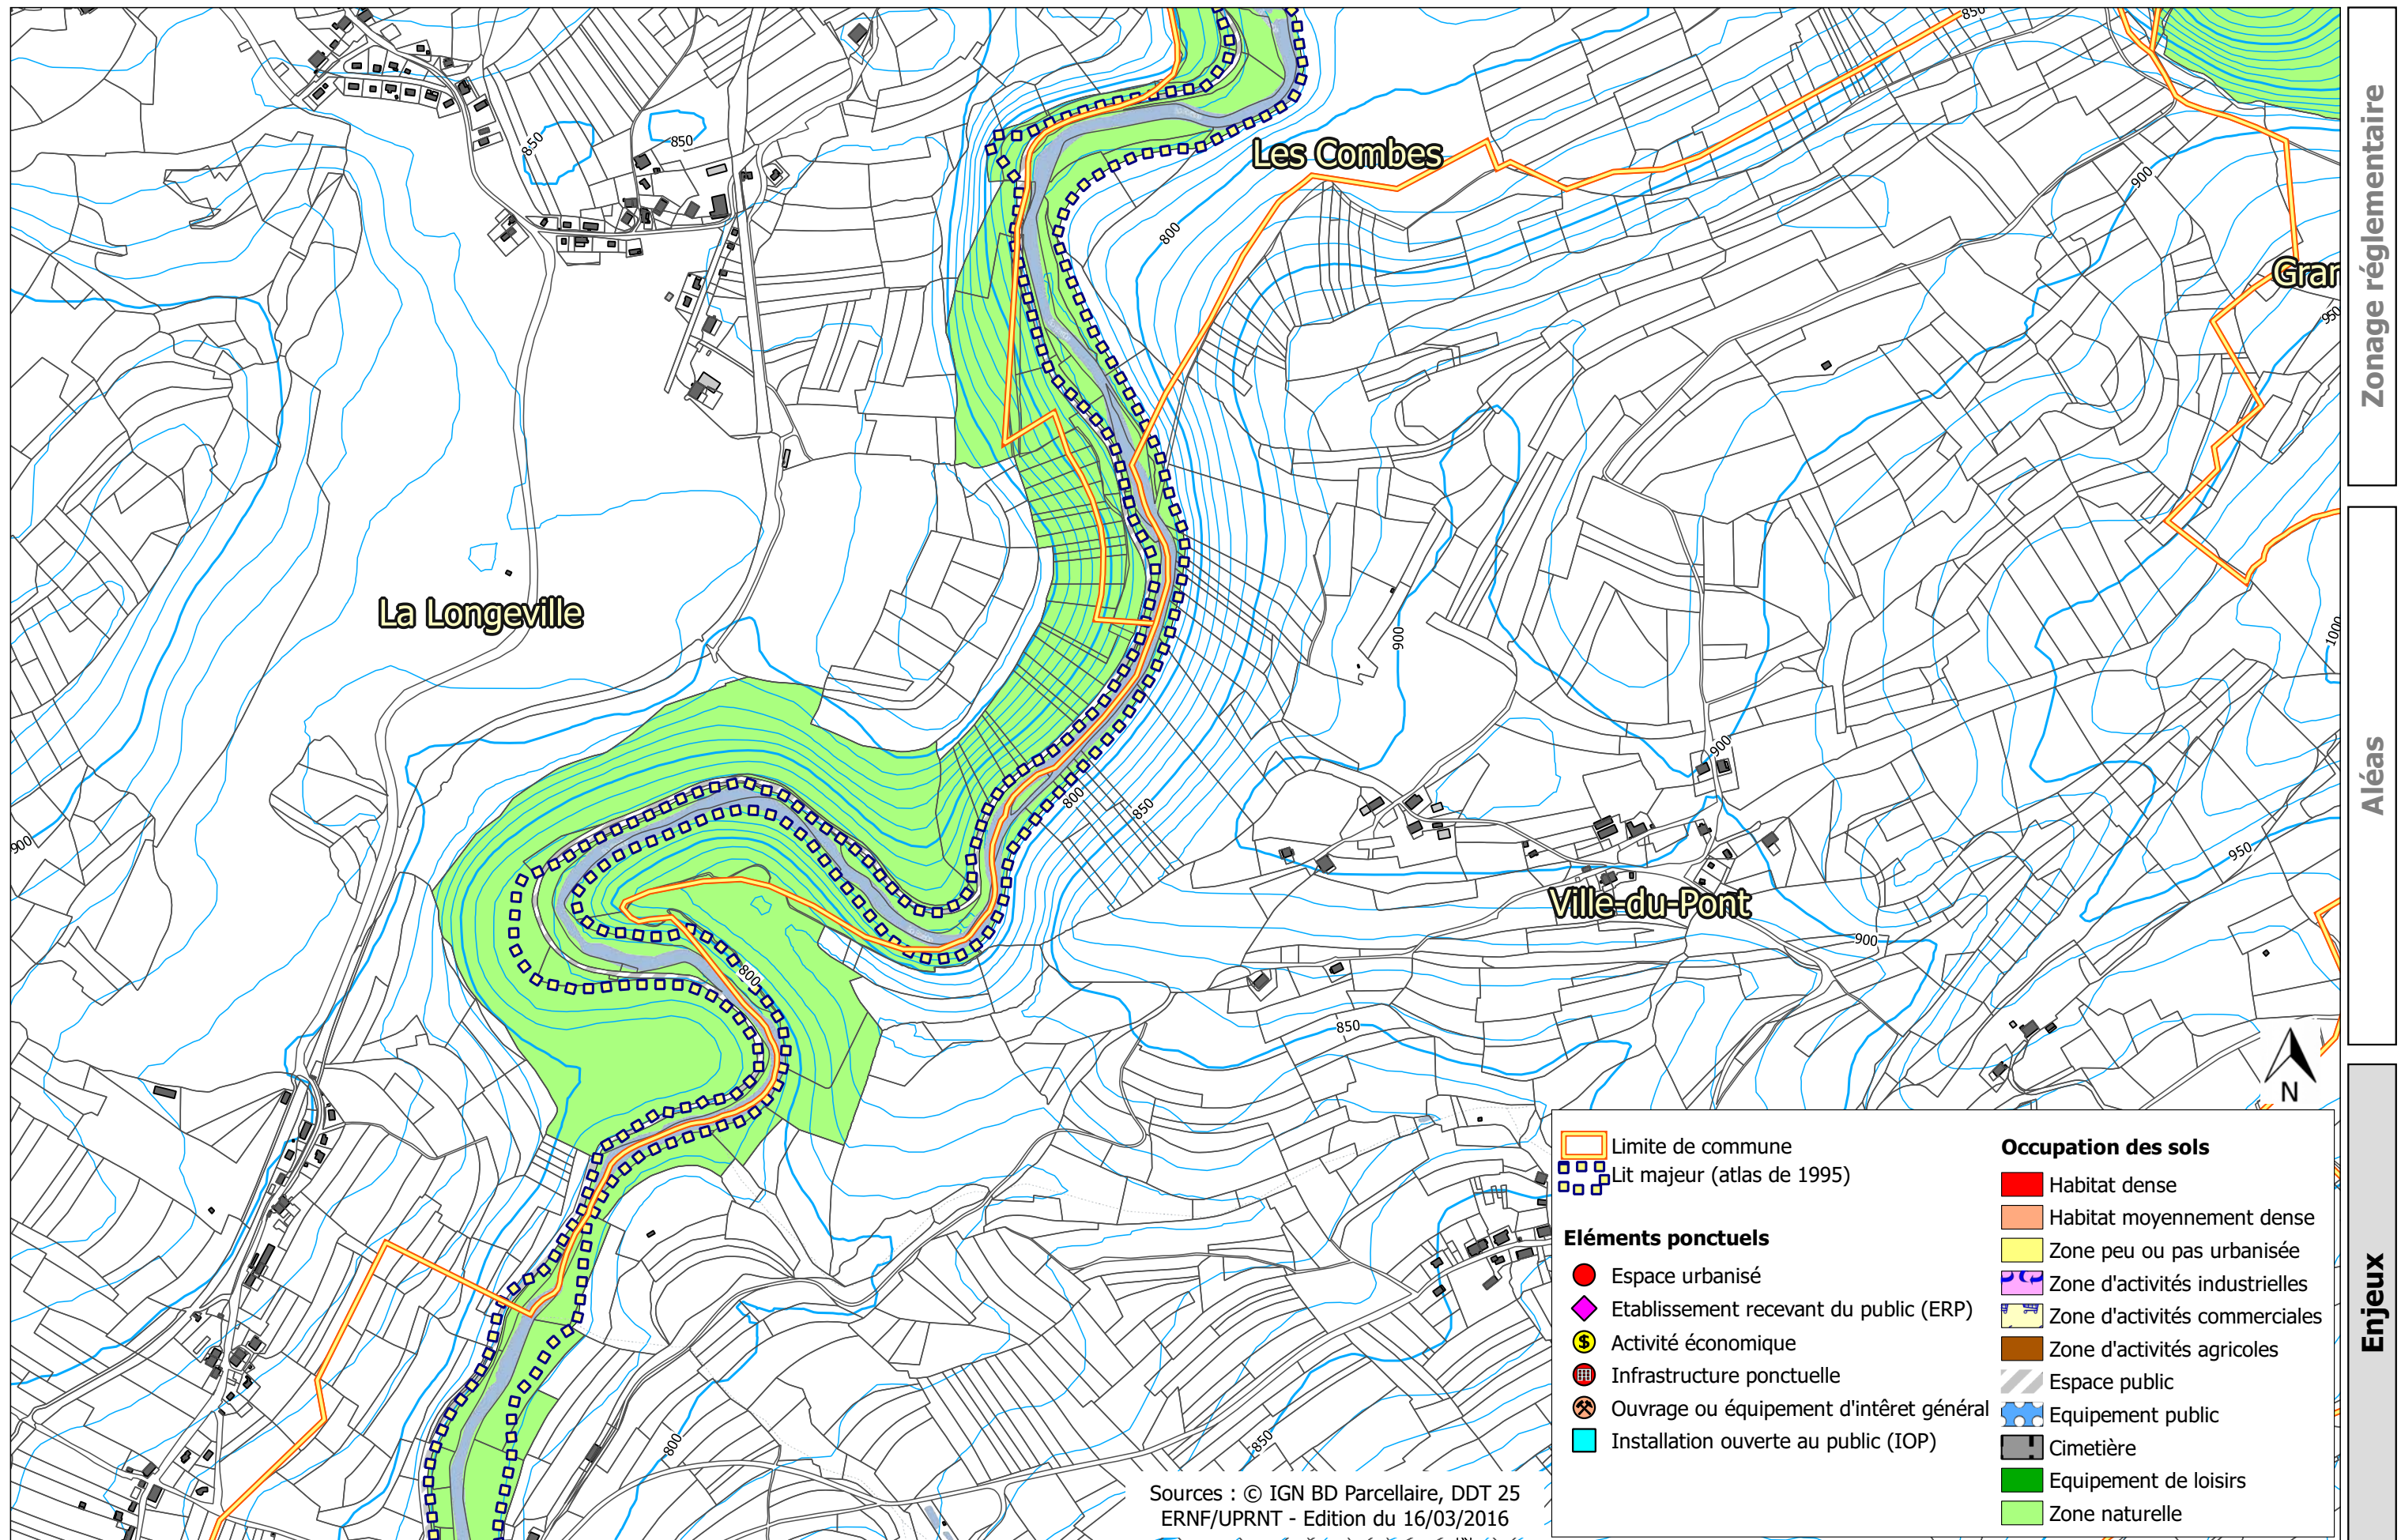 850
Zonage réglementaire
850
850
Les Combes
900
800
Gran
950
La Longeville
900
1000
Aléas
900
800
850
900
950
Ville-du-Pont
900
800
850
N
Limite de commune
Lit majeur (atlas de 1995)
Eléments ponctuels
Espace urbanisé
Etablissement recevant du public (ERP)
$ Activité économique
Infrastructure ponctuelle
Ouvrage ou équipement d'intêret général
Installation ouverte au public (IOP)
Occupation des sols
Habitat dense
Habitat moyennement dense
Zone peu ou pas urbanisée
Zone d'activités industrielles
Zone d'activités commerciales
Zone d'activités agricoles
Espace public
Equipement public
Cimetière
Equipement de loisirs
Zone naturelle
Enjeux
800
850
Sources : © IGN BD Parcellaire, DDT 25
ERNF/UPRNT - Edition du 16/03/2016